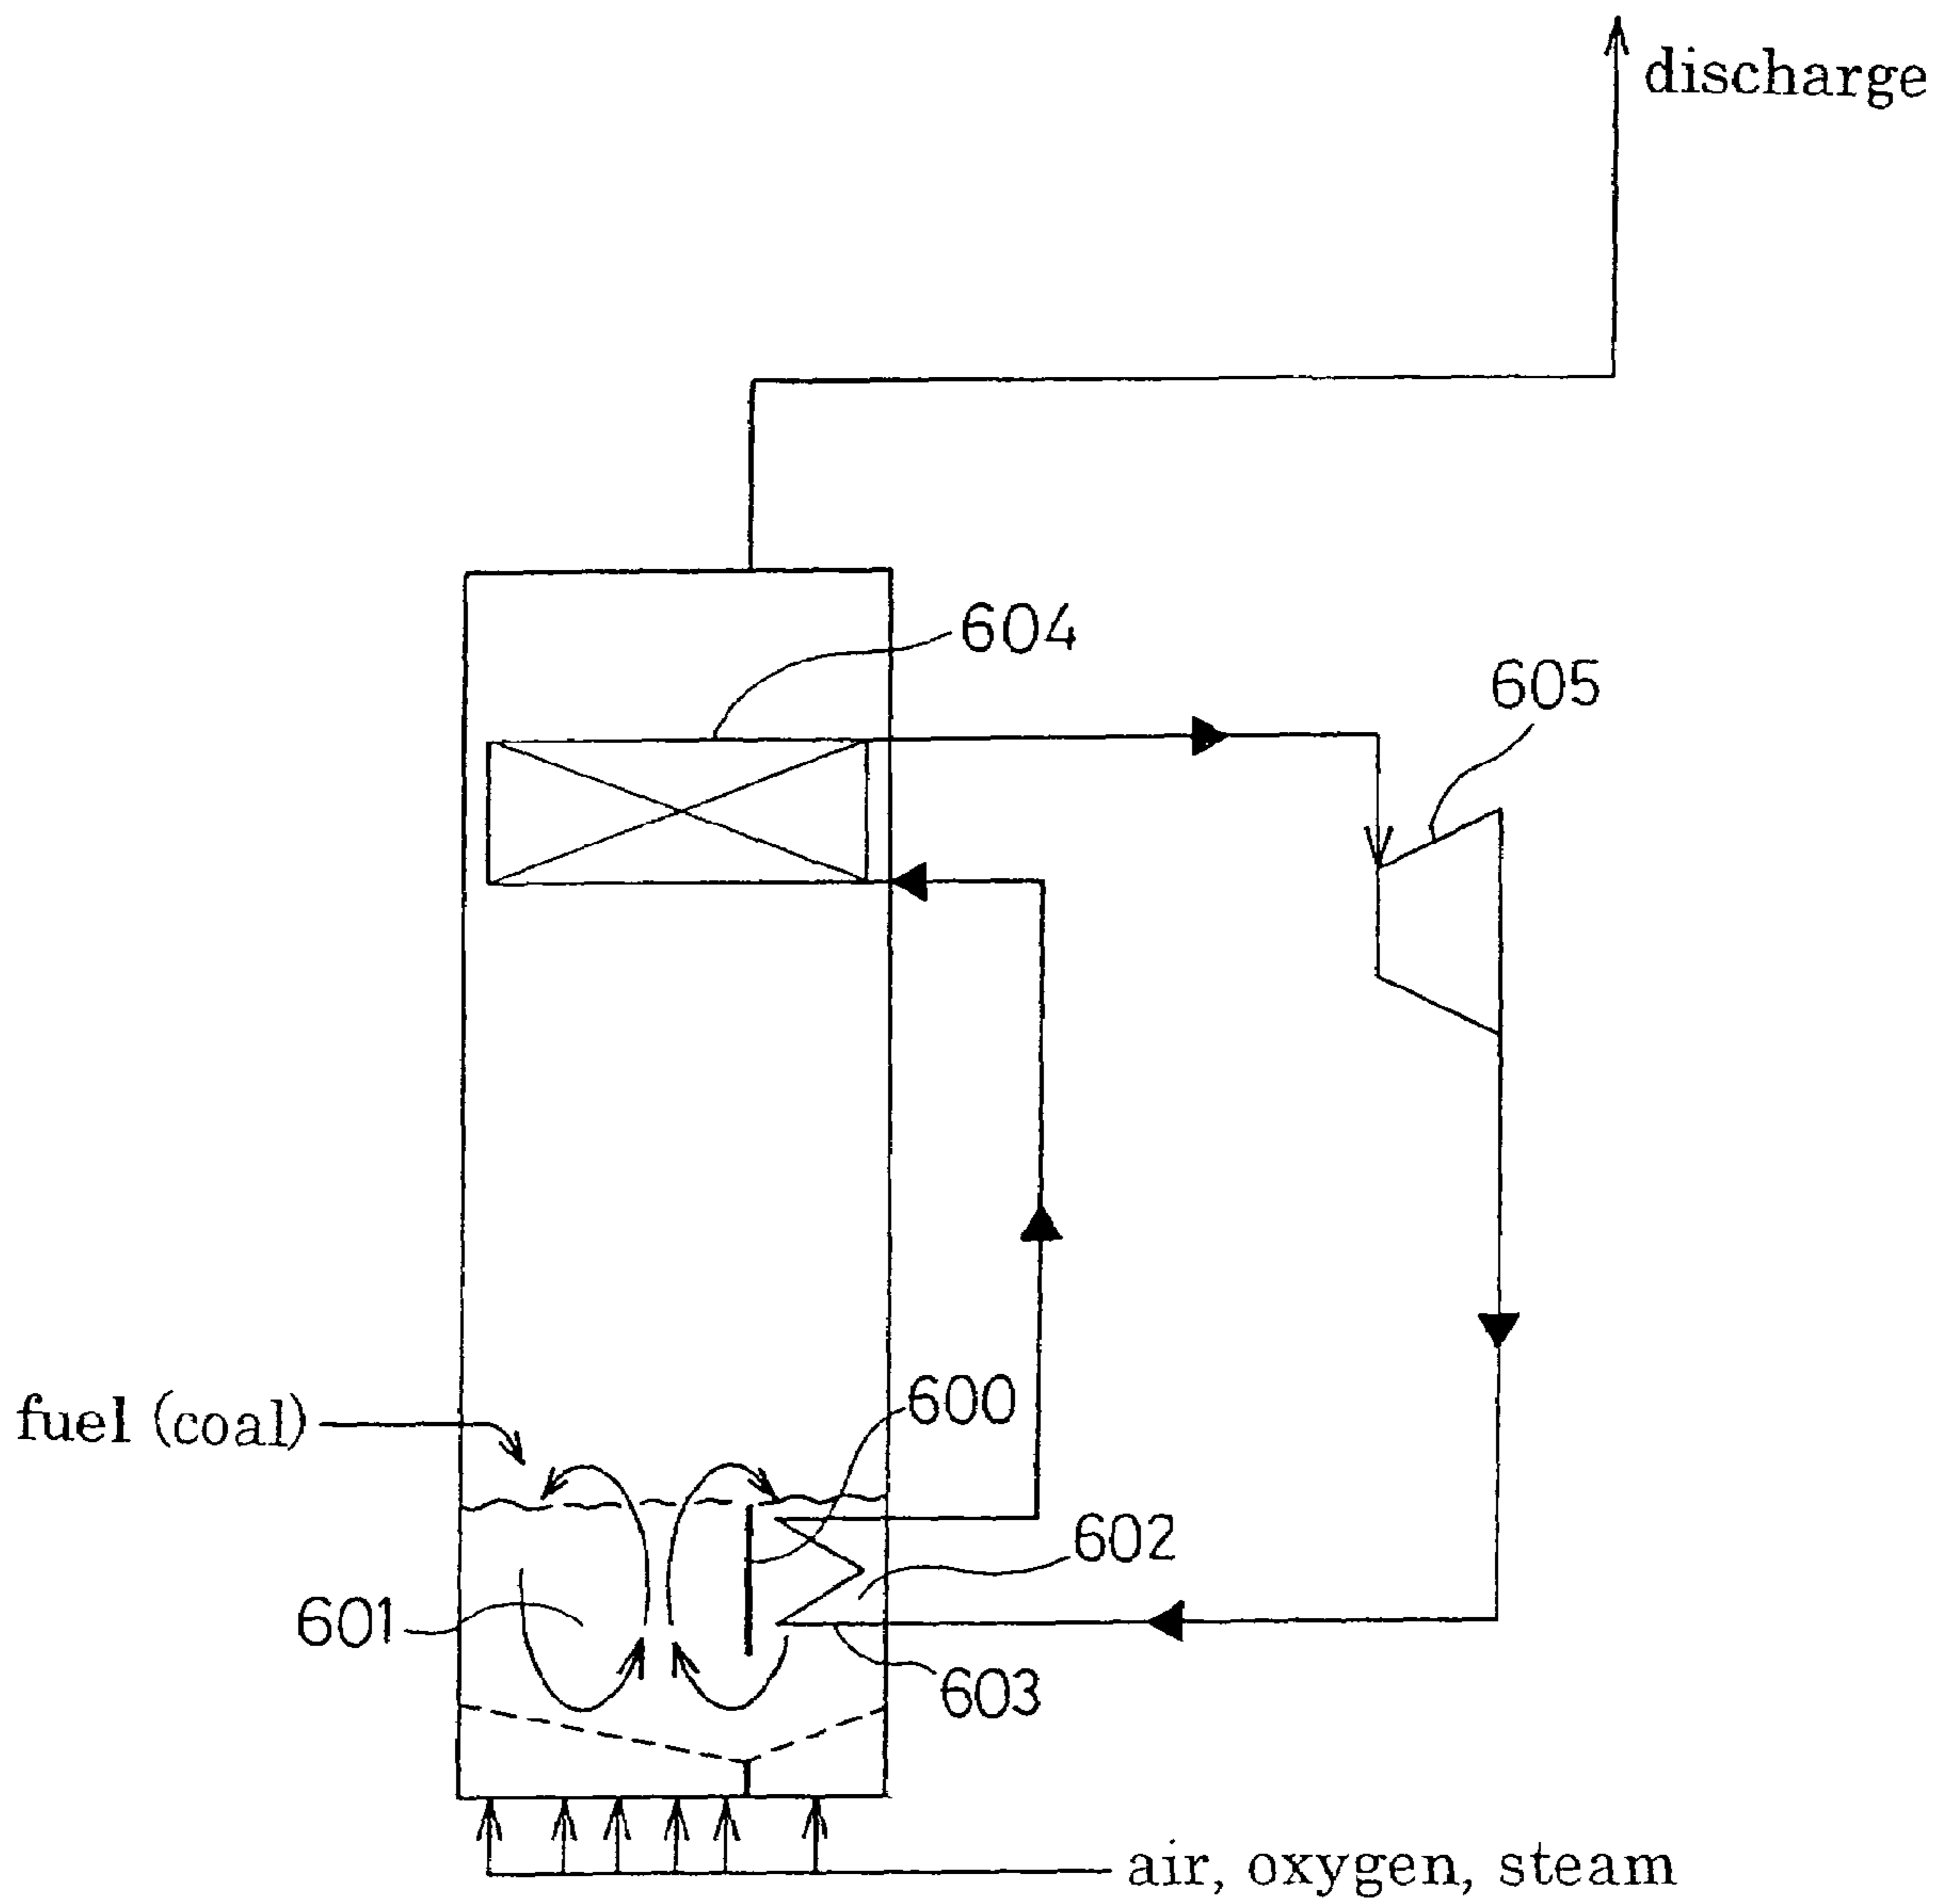 discharge
604
605
600
fuel (coal)
602
601
603
air, oxygen, steam